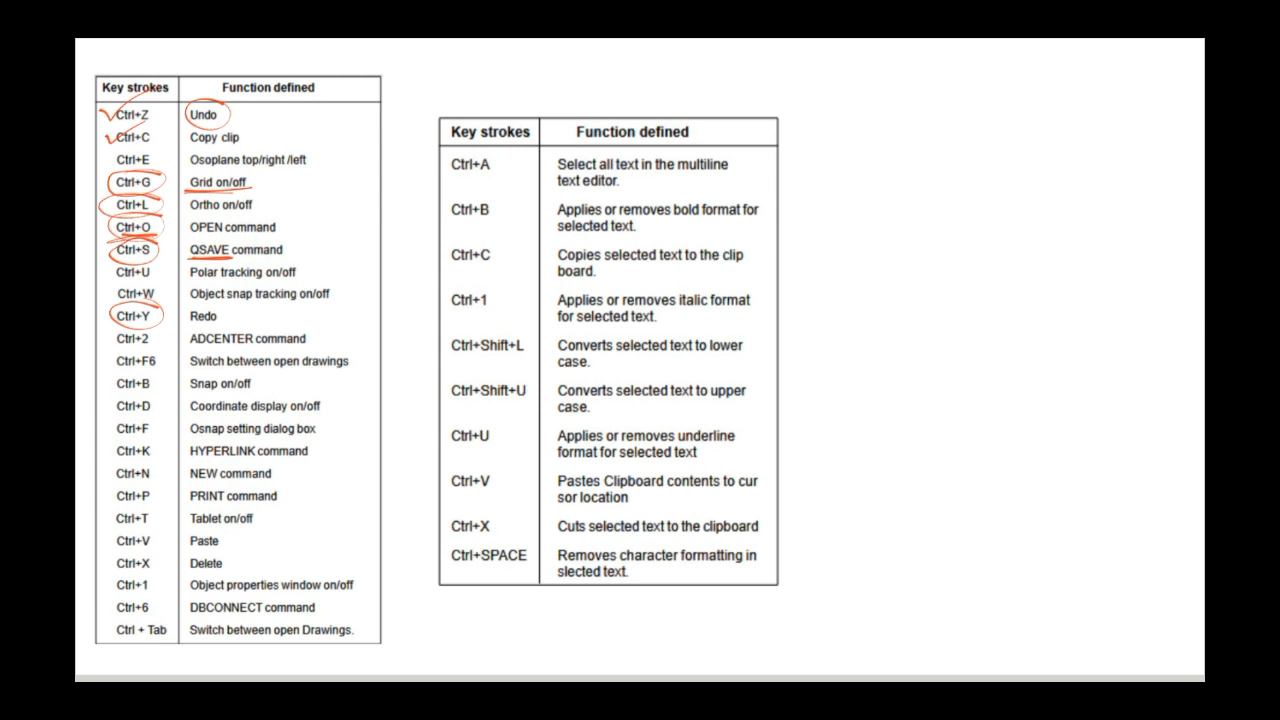 Key strokes Function defined
Ctrl+Z Undo
Ctrl+C Copy clip
Ctrl+E Osoplane top/right /left
Ctrl+G Grid on/off
Ctrl+L Ortho on/off
Ctrl+O OPEN command
Ctrl+S QSAVE command
Ctrl+U Polar tracking on/off
Ctrl+W Object snap tracking on/off
Ctrl+Y Redo
Ctrl+2 ADCENTER command
Ctrl+F6 Switch between open drawings
Ctrl+B Snap on/off
Ctrl+D Coordinate display on/off
Ctrl+F Osnap setting dialog box
Ctrl+K HYPERLINK command
Ctrl+N NEW command
Ctrl+P PRINT command
Ctrl+T Tablet on/off
Ctrl+V Paste
Ctrl+X Delete
Ctrl+1 Object properties window on/off
Ctrl+6 DBCONNECT command
Ctrl + Tab Switch between open Drawings.
Key strokes Function defined
Ctrl+A Select all text in the multiline
text editor.
Ctrl+B Applies or removes bold format for
selected text.
Ctrl+C Copies selected text to the clip
board.
Ctrl+1 Applies or removes italic format
for selected text.
Ctrl+Shift+L Converts selected text to lower
case.
Ctrl+Shift+U Converts selected text to upper
case.
Ctrl+U Applies or removes underline
format for selected text
Ctrl+V Pastes Clipboard contents to cur
sor location
Ctrl+X Cuts selected text to the clipboard
Ctrl+SPACE Removes character formatting in
slected text.